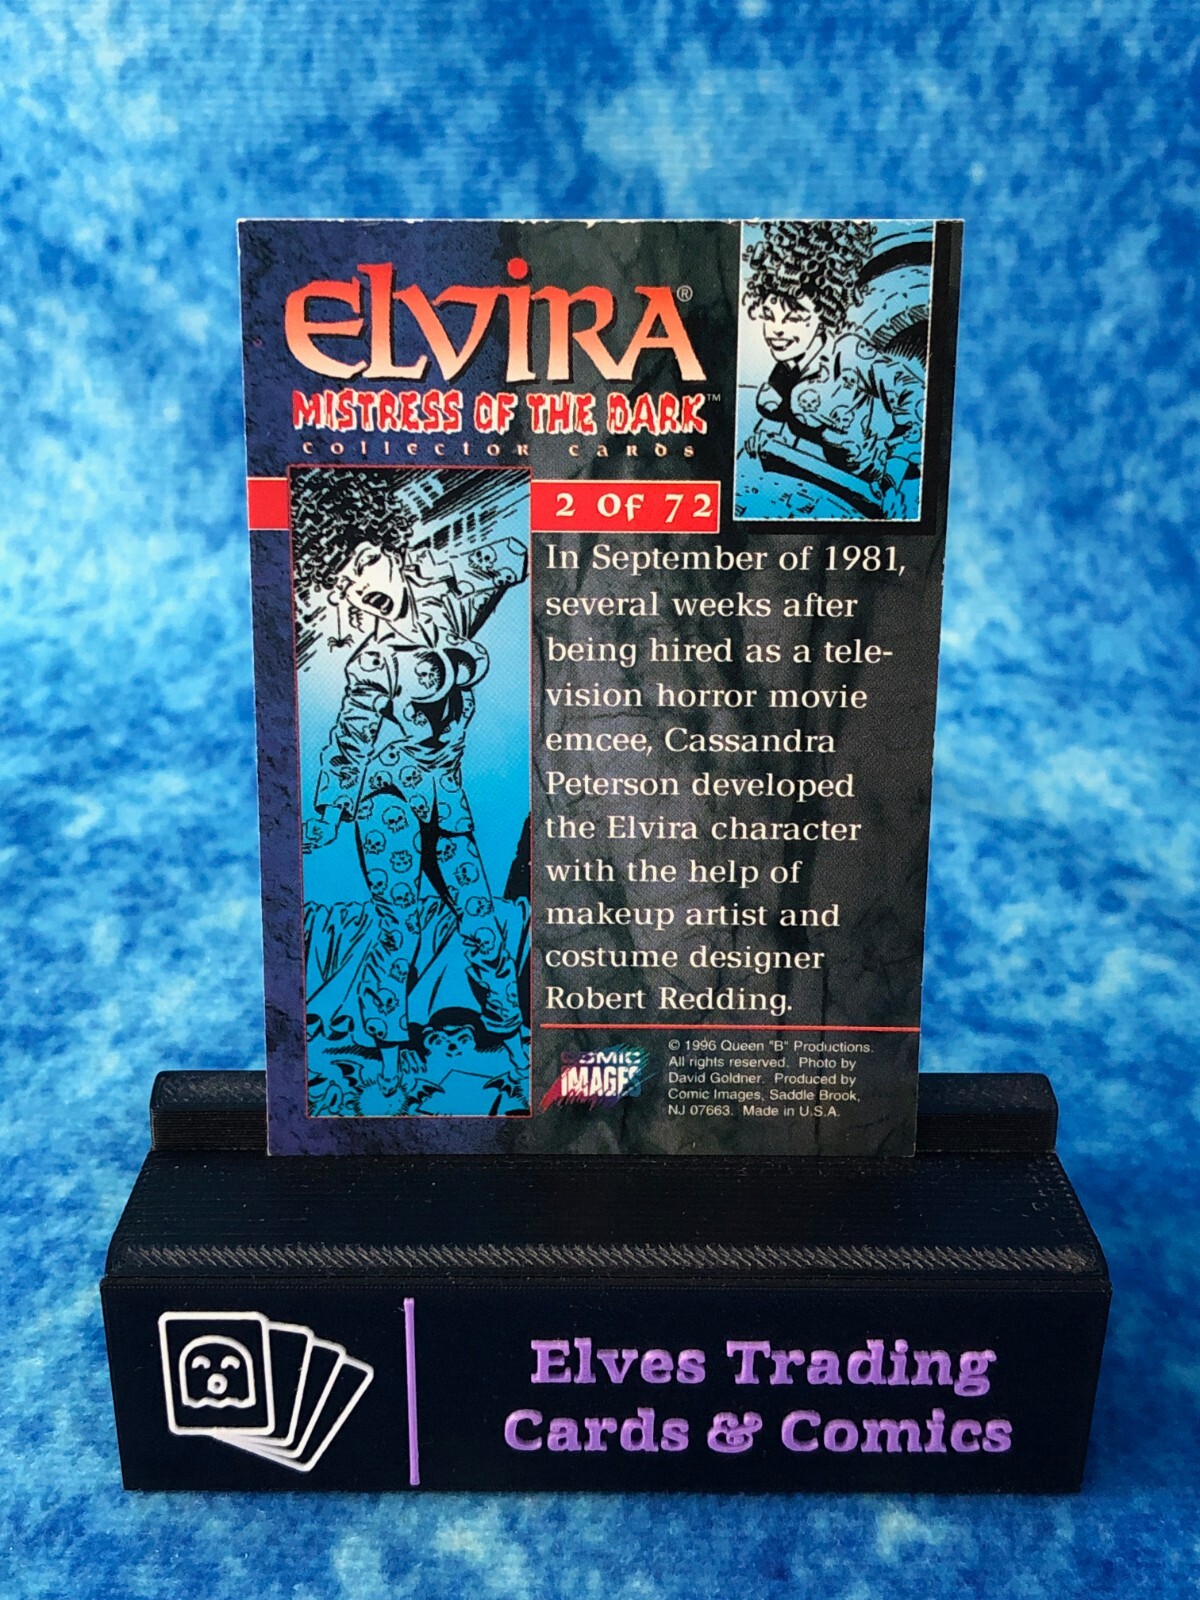 ELVIRA®
MISTRESS OF THE DARK™
collector cards
2 of 72
In September of 1981,
several weeks after
being hired as a tele-
vision horror movie
emcee, Cassandra
Peterson developed
the Elvira character
with the help of
makeup artist and
costume designer
Robert Redding.
COMIC
IMAGES
© 1996 Queen "B" Productions.
All rights reserved. Photo by
David Goldner. Produced by
Comic Images, Saddle Brook,
NJ 07663. Made in U.S.A.
Elves Trading
Cards & Comics